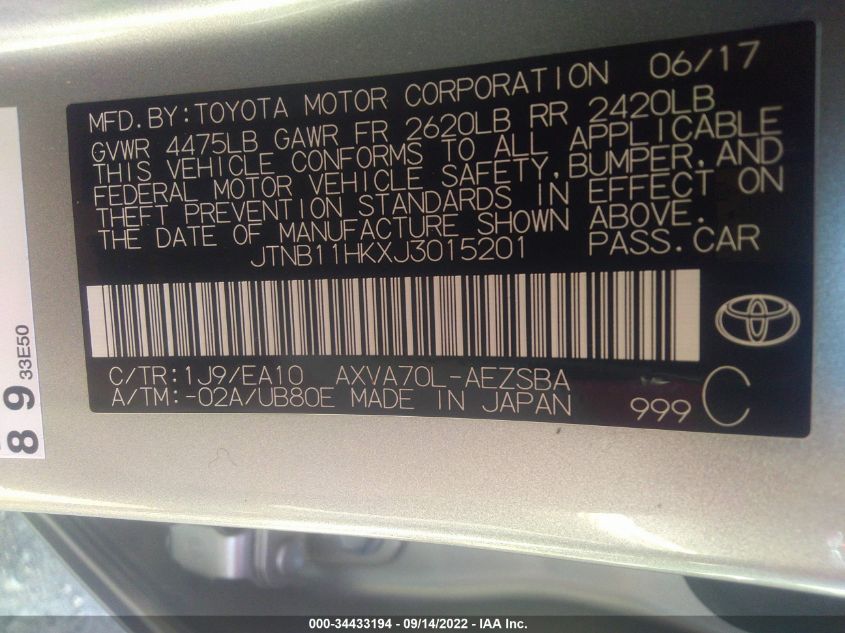 MFD.BY:TOYOTA MOTOR CORPORATION 06/17
GVWR 4475LB GAWR FR 2620LB RR 2420LB
THIS VEHICLE CONFORMS TO ALL APPLICABLE
FEDERAL MOTOR VEHICLE SAFETY,BUMPER,AND
THEFT PREVENTION STANDARDS IN EFFECT ON
THE DATE OF MANUFACTURE SHOWN ABOVE.
JTNB11HKXJ3015201 PASS.CAR
C/TR:1J9/EA10 AXVA70L-AEZSBA
A/TM:-02A/UB80E MADE IN JAPAN 999 C
89
33E50
000-34433194 - 09/14/2022 - IAA Inc.